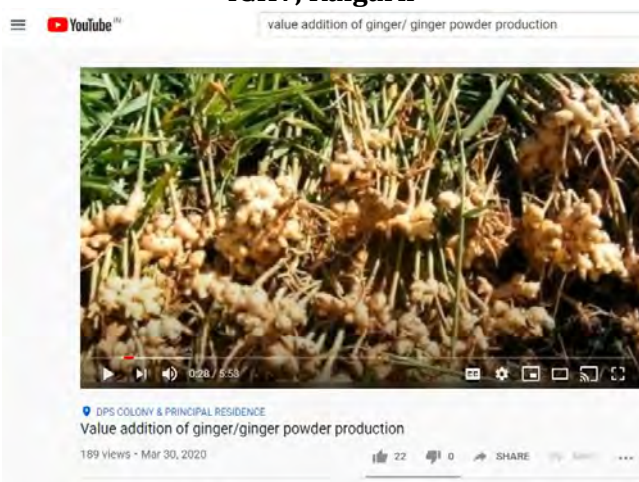 YouTube IN
value addition of ginger/ ginger powder production
0:28 / 5:53
CC
DPS COLONY & PRINCIPAL RESIDENCE
Value addition of ginger/ginger powder production
189 views • Mar 30, 2020
22 0 SHARE